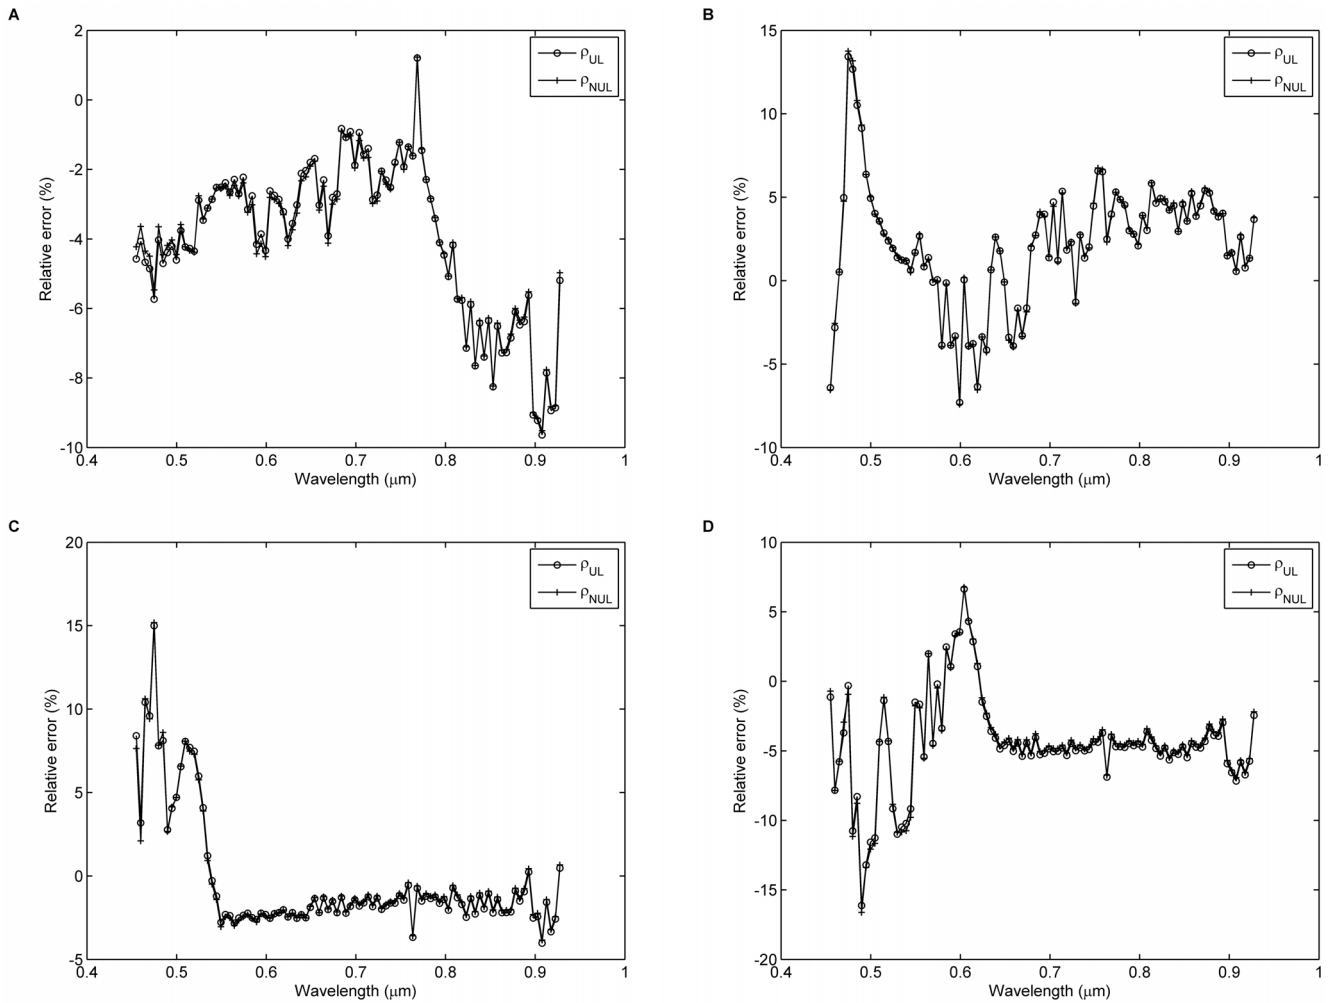 A
2
0
-2
-4
-6
-8
-10
0.4 0.5 0.6 0.7 0.8 0.9 1
Wavelength (μm)
Relative error (%)
ρUL
ρNUL
B
15
10
5
0
-5
-10
0.4 0.5 0.6 0.7 0.8 0.9 1
Wavelength (μm)
Relative error (%)
ρUL
ρNUL
C
20
15
10
5
0
-5
0.4 0.5 0.6 0.7 0.8 0.9 1
Wavelength (μm)
Relative error (%)
ρUL
ρNUL
D
10
5
0
-5
-10
-15
-20
0.4 0.5 0.6 0.7 0.8 0.9 1
Wavelength (μm)
Relative error (%)
ρUL
ρNUL